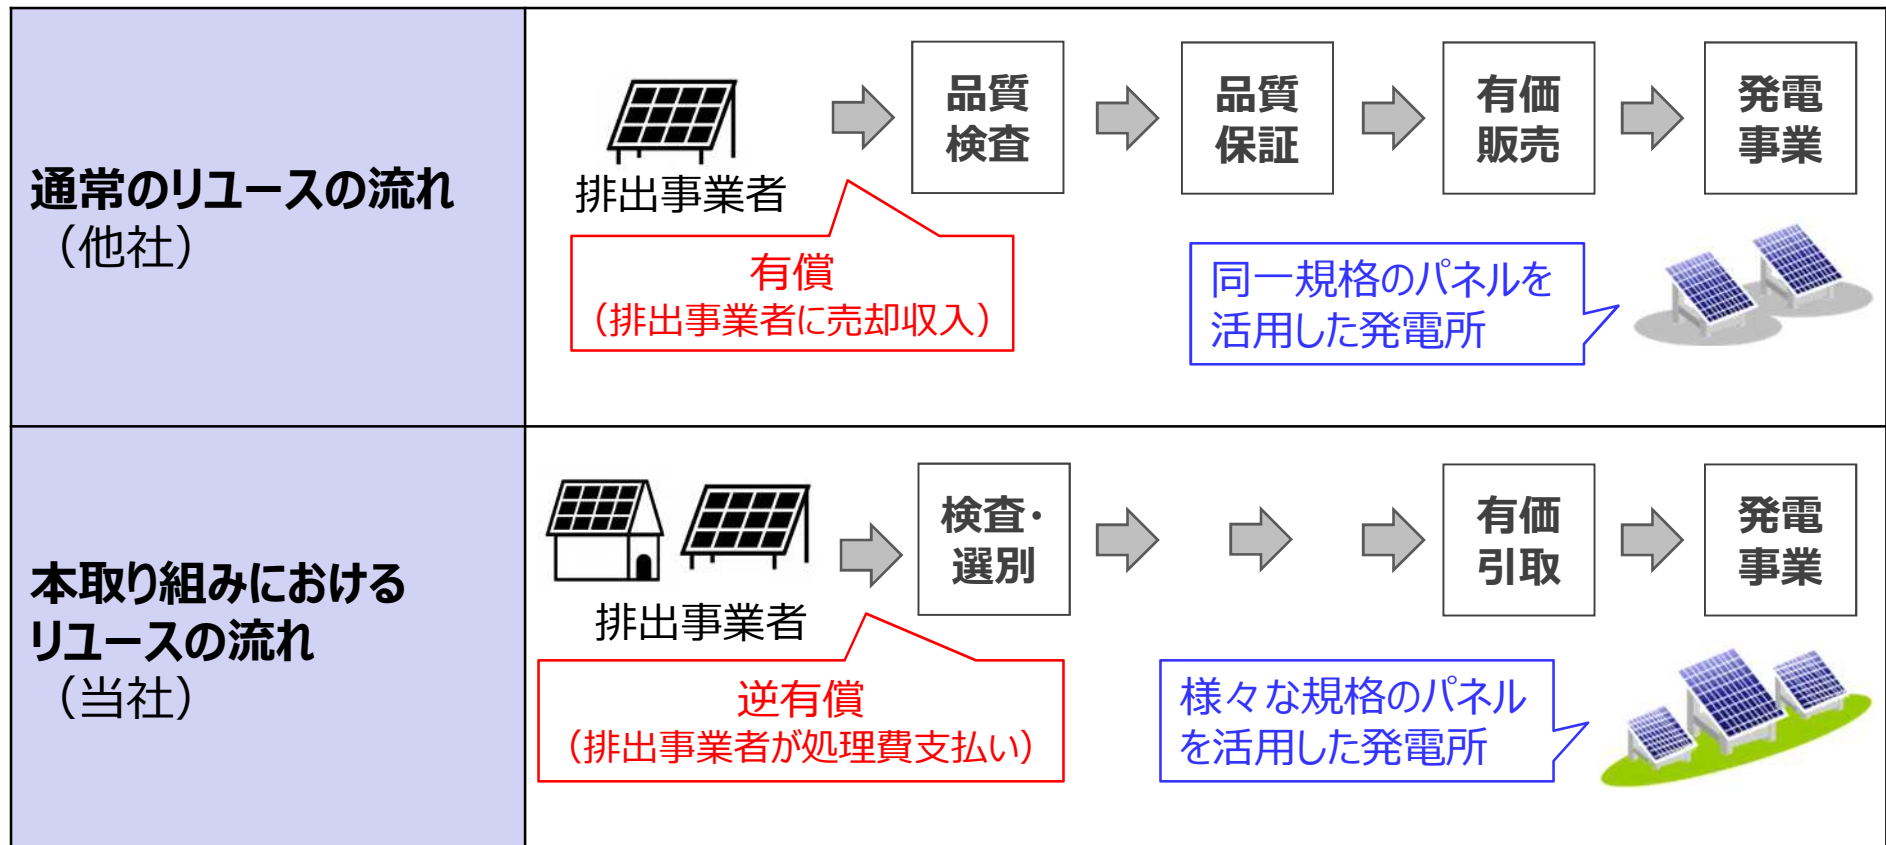 通常のリユースの流れ
（他社）
排出事業者
有償
（排出事業者に売却収入）
品質
検査
品質
保証
有価
販売
発電
事業
同一規格のパネルを
活用した発電所
本取り組みにおける
リユースの流れ
（当社）
排出事業者
逆有償
（排出事業者が処理費支払い）
検査・
選別
有価
引取
発電
事業
様々な規格のパネル
を活用した発電所